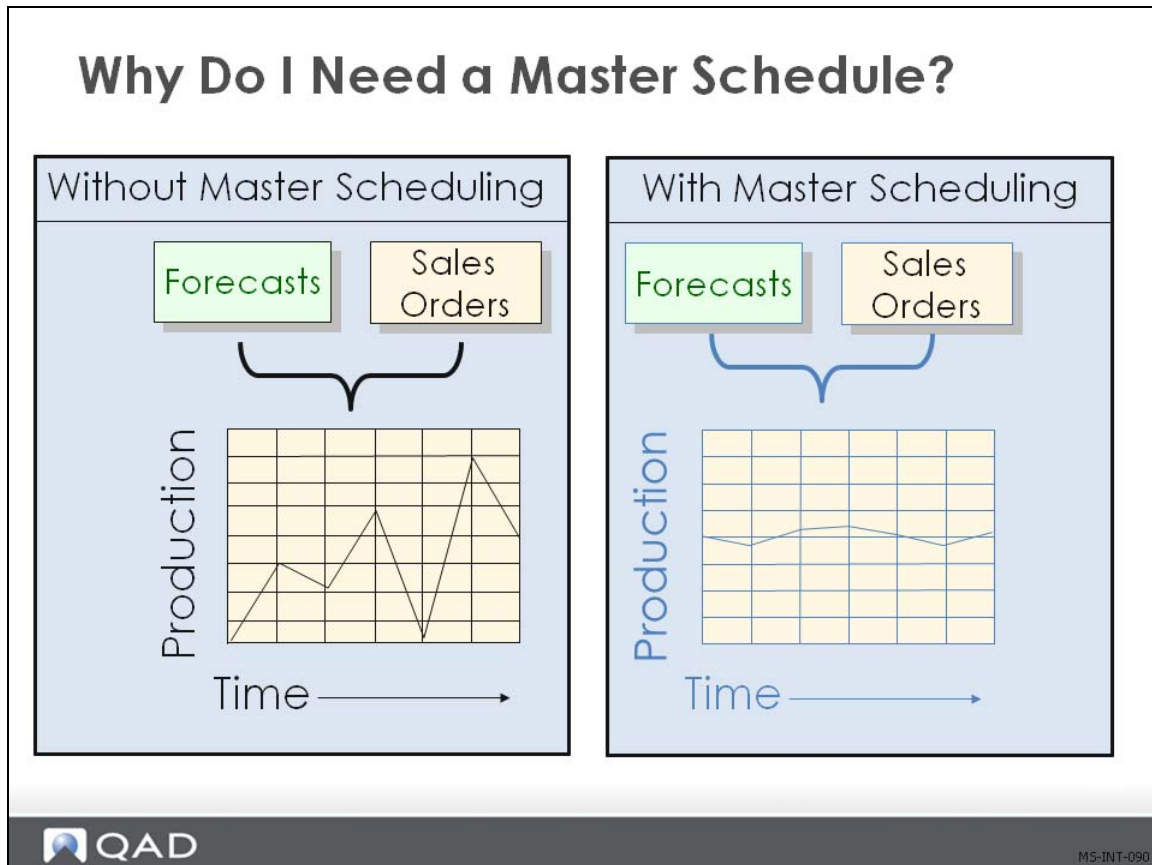 Why Do I Need a Master Schedule?
Without Master Scheduling
Forecasts
Sales
Orders
Production
Time
With Master Scheduling
Forecasts
Sales
Orders
Production
Time
QAD
MS-INT-090